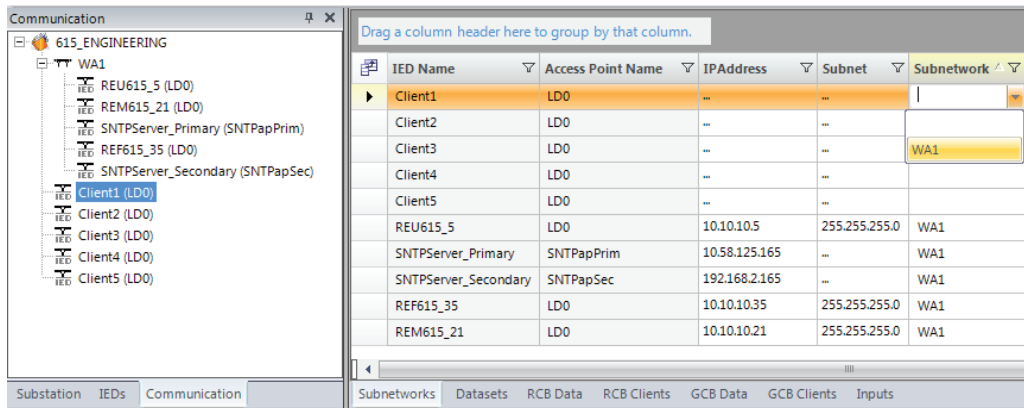 Communication
615_ENGINEERING
WA1
REU615_5 (LD0)
REM615_21 (LD0)
SNTPServer_Primary (SNTPapPrim)
REF615_35 (LD0)
SNTPServer_Secondary (SNTPapSec)
Client1 (LD0)
Client2 (LD0)
Client3 (LD0)
Client4 (LD0)
Client5 (LD0)
Substation IEDs Communication
Drag a column header here to group by that column.
IED Name Access Point Name IPAddress Subnet Subnetwork
Client1 LD0 ... ...
Client2 LD0 ... ...
Client3 LD0 ... ... WA1
Client4 LD0 ... ...
Client5 LD0 ... ...
REU615_5 LD0 10.10.10.5 255.255.255.0 WA1
SNTPServer_Primary SNTPapPrim 10.58.125.165 ... WA1
SNTPServer_Secondary SNTPapSec 192.168.2.165 ... WA1
REF615_35 LD0 10.10.10.35 255.255.255.0 WA1
REM615_21 LD0 10.10.10.21 255.255.255.0 WA1
Subnetworks Datasets RCB Data RCB Clients GCB Data GCB Clients Inputs